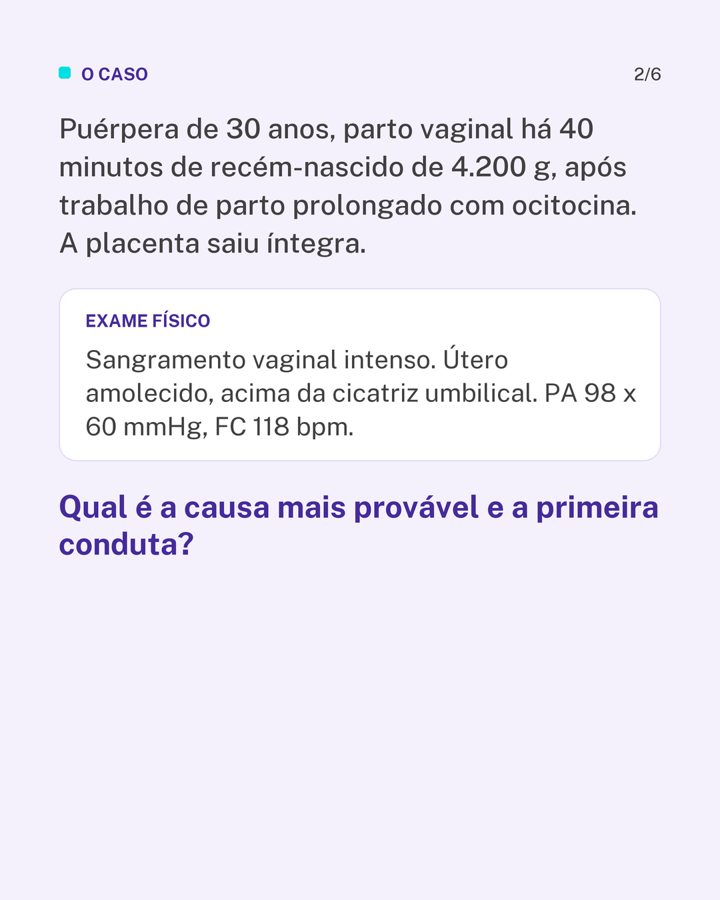 O CASO
2/6
Puérpera de 30 anos, parto vaginal há 40
minutos de recém-nascido de 4.200 g, após
trabalho de parto prolongado com ocitocina.
A placenta saiu íntegra.
EXAME FÍSICO
Sangramento vaginal intenso. Útero
amolecido, acima da cicatriz umbilical. PA 98 x
60 mmHg, FC 118 bpm.
Qual é a causa mais provável e a primeira
conduta?